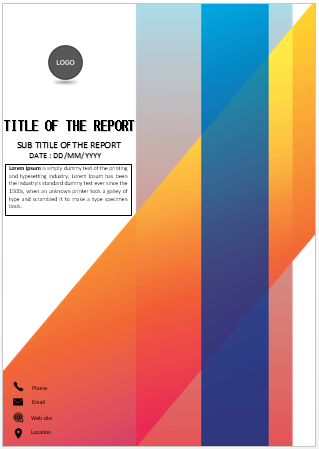 LOGO
TITLE OF THE REPORT
SUB TITLE OF THE REPORT
DATE : DD/MM/YYYY
Lorem Ipsum is simply dummy text of the printing
and typesetting industry. Lorem Ipsum has been
the industry's standard dummy text ever since the
1500s, when an unknown printer took a galley of
type and scrambled it to make a type specimen
book.
Phone
Email
Web site
Location